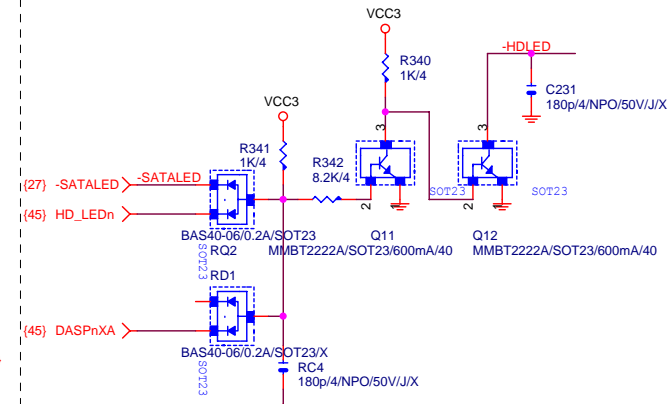 VCC3
R340
1K/4
-HDLED
C231
180p/4/NPO/50V/J/X
VCC3
R341
1K/4
R342
8.2K/4
3
3
{27} -SATALED
-SATALED
{45} HD_LEDn
2
1
SOT23
2
1
SOT23
BAS40-06/0.2A/SOT23
RQ2
SOT23
Q11
MMBT2222A/SOT23/600mA/40
Q12
MMBT2222A/SOT23/600mA/40
RD1
{45} DASPnXA
BAS40-06/0.2A/SOT23/X
SOT23
RC4
180p/4/NPO/50V/J/X